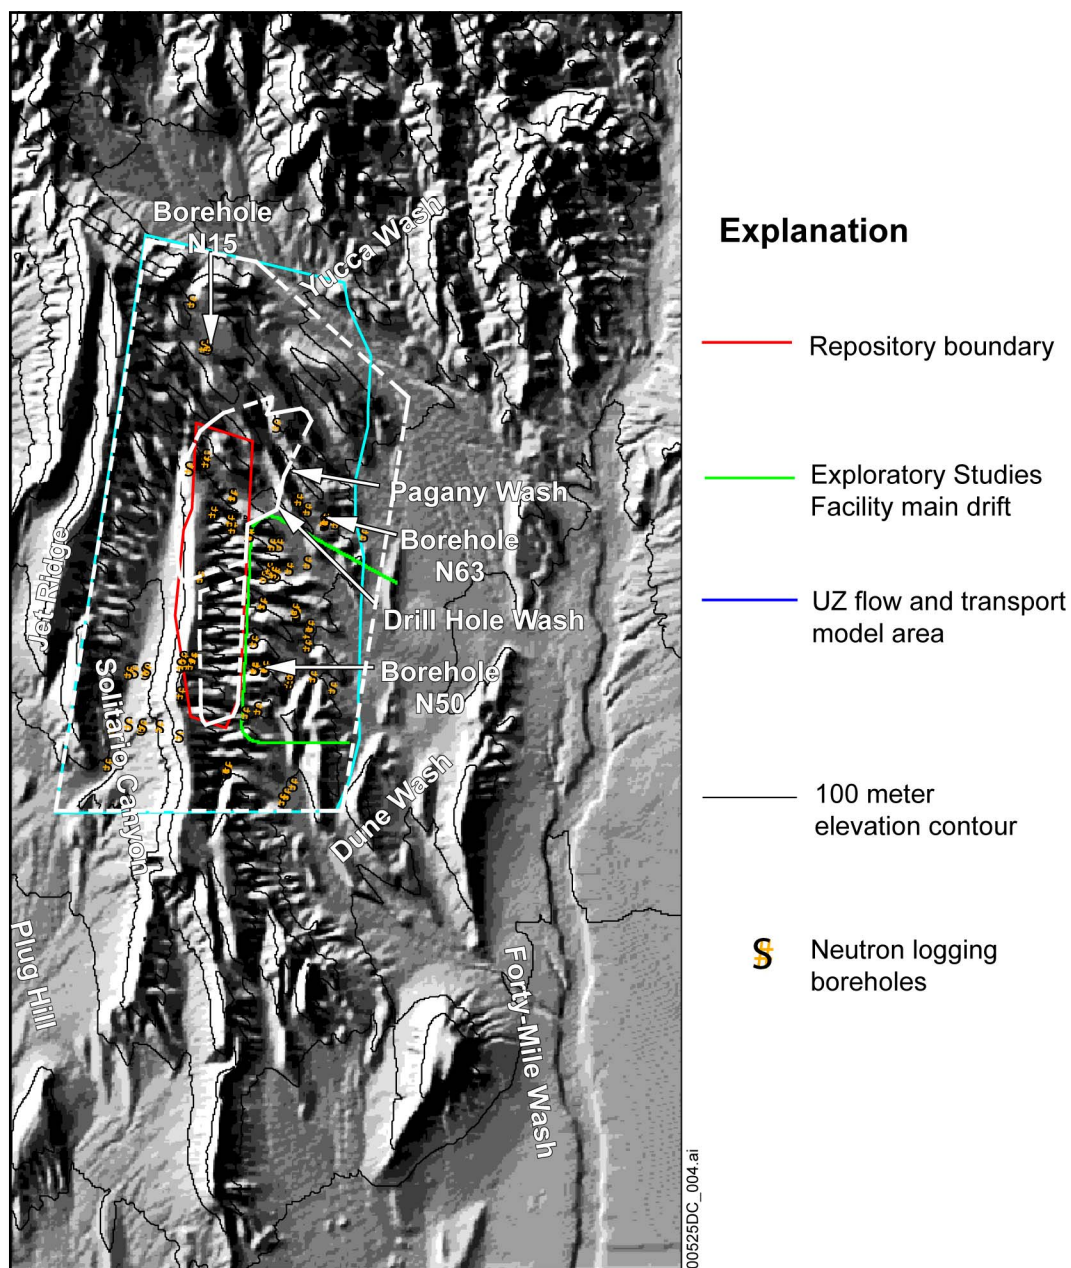 Borehole
N15
Yucca Wash
Pagany Wash
Borehole
N63
Drill Hole Wash
Borehole
N50
Jet Ridge
Solitario Canyon
Dune Wash
Plug Hill
Forty-Mile Wash
Explanation
Repository boundary
Exploratory Studies
Facility main drift
UZ flow and transport
model area
100 meter
elevation contour
Neutron logging
boreholes
00525DC_004.ai